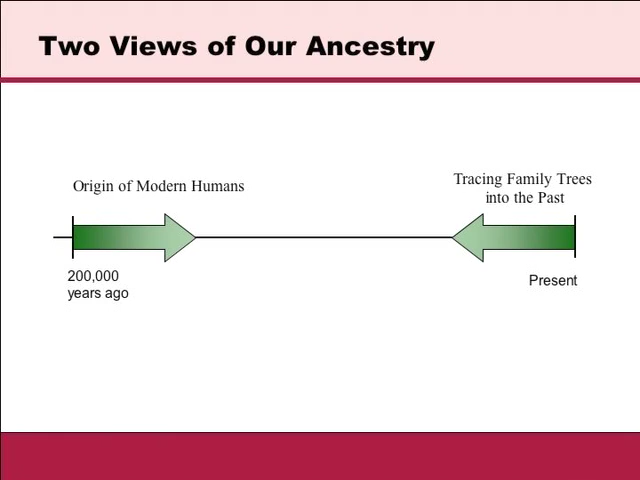 Two Views of Our Ancestry
Origin of Modern Humans
Tracing Family Trees
into the Past
200,000
years ago
Present